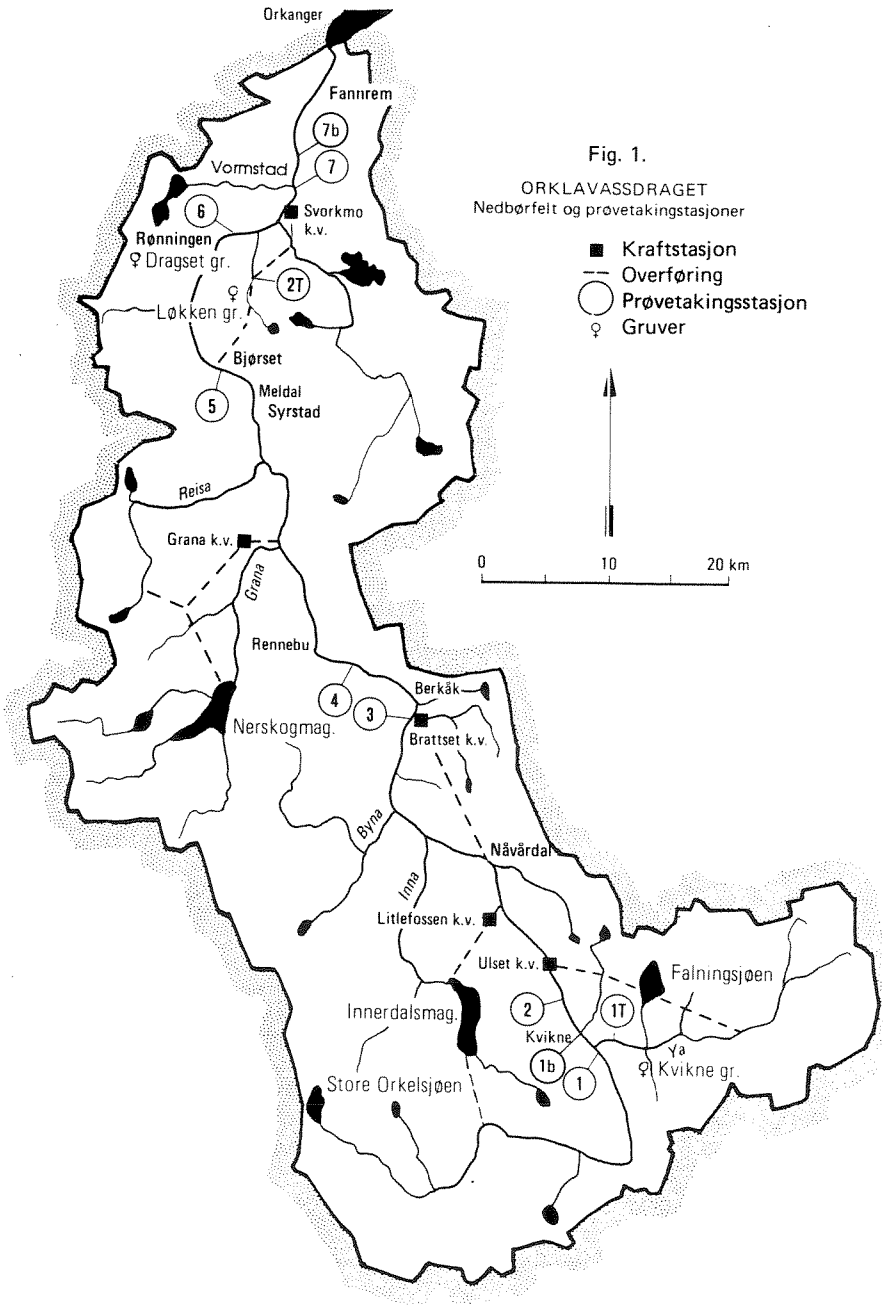 Orkanger
Fannrem
7b
Vormstad
7
6
Svorkmo
k.v.
Rønningen
♀ Dragset gr.
2T
♀
Løkken gr.
Bjørset
5
Meldal
Syrstad
Fig. 1.
ORKLAVASSDRAGET
Nedbørfelt og prøvetakingstasjoner
■ Kraftstasjon
Overføring
Prøvetakingsstasjon
♀ Gruver
0 10 20 km
Reisa
Grana k.v.
Grana
Rennebu
4
3
Berkåk
Nerskogmag.
Brattset k.v.
Byna
Nåvårdal
Inna
Litlefossen k.v.
Ulset k.v.
Falningsjøen
Innerdalsmag.
2
1T
Kvikne
Ya
1b
1
♀ Kvikne gr.
Store Orkelsjøen